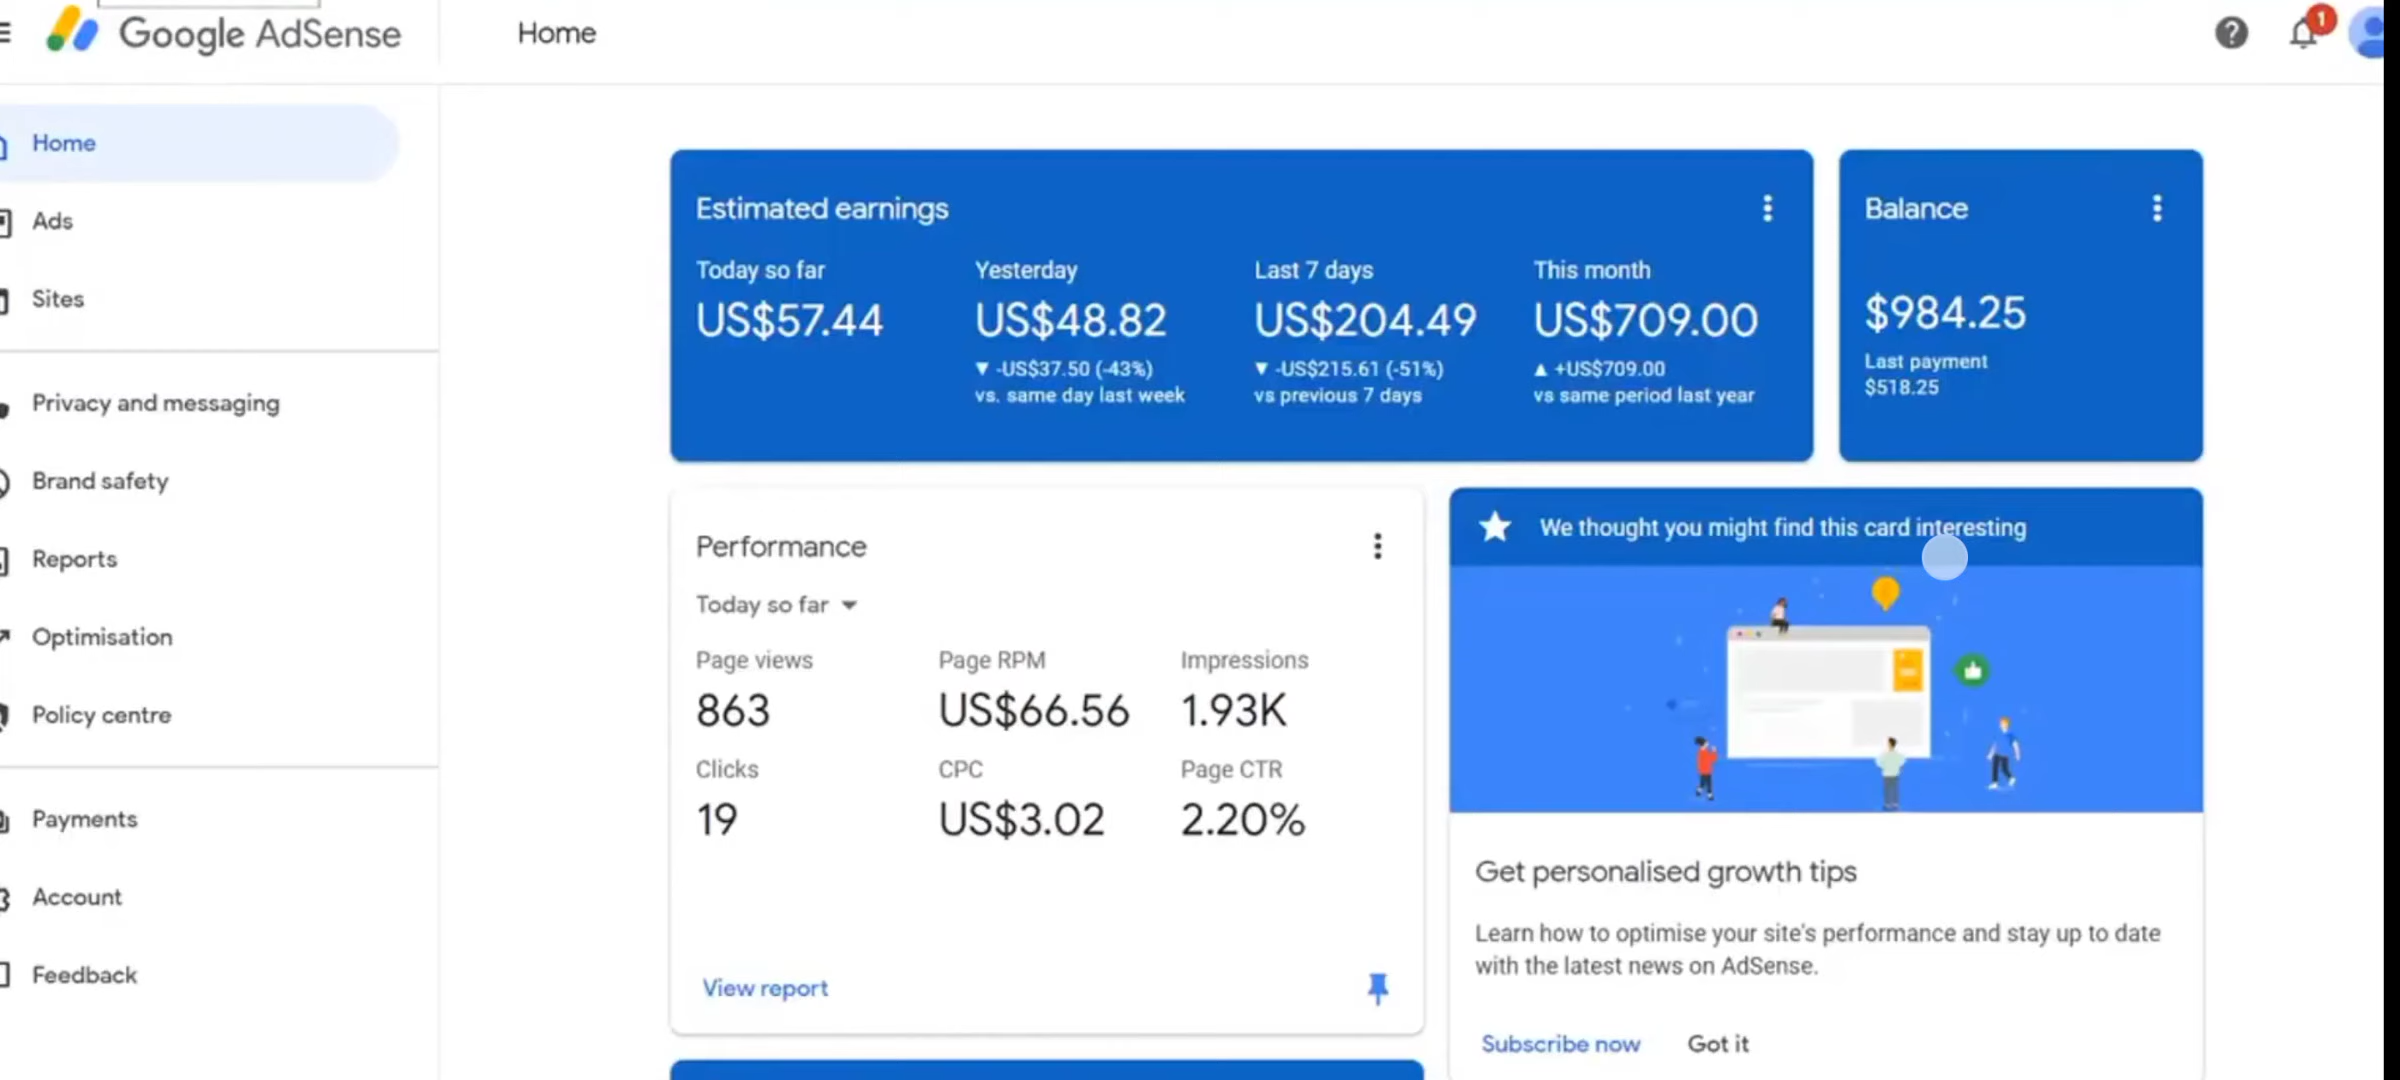 Google AdSense
Home
1
Home
Ads
Sites
Privacy and messaging
Brand safety
Reports
Optimisation
Policy centre
Payments
Account
Feedback
Estimated earnings
Today so far
US$57.44
Yesterday
US$48.82
▼ -US$37.50 (-43%)
vs. same day last week
Last 7 days
US$204.49
▼ -US$215.61 (-51%)
vs previous 7 days
This month
US$709.00
▲ +US$709.00
vs same period last year
Balance
$984.25
Last payment
$518.25
Performance
Today so far
Page views
863
Page RPM
US$66.56
Impressions
1.93K
Clicks
19
CPC
US$3.02
Page CTR
2.20%
View report
We thought you might find this card interesting
Get personalised growth tips
Learn how to optimise your site's performance and stay up to date
with the latest news on AdSense.
Subscribe now
Got it